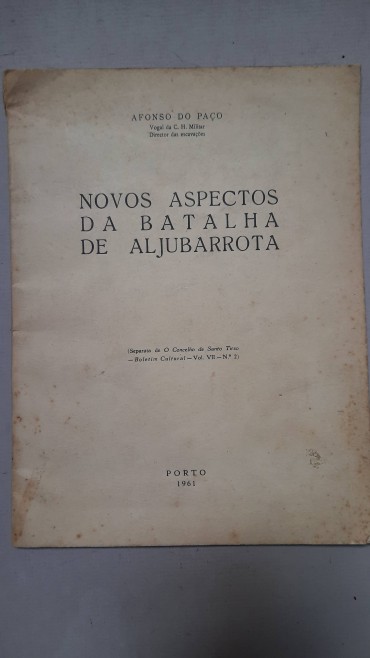 AFONSO DO PAÇO
Vogal da C. H. Militar
Director das escavações
NOVOS ASPECTOS
DA BATALHA
DE ALJUBARROTA
(Separata de O Concelho de Santo Tirso
— Boletim Cultural — Vol. VII — N.º 2)
PORTO
1961